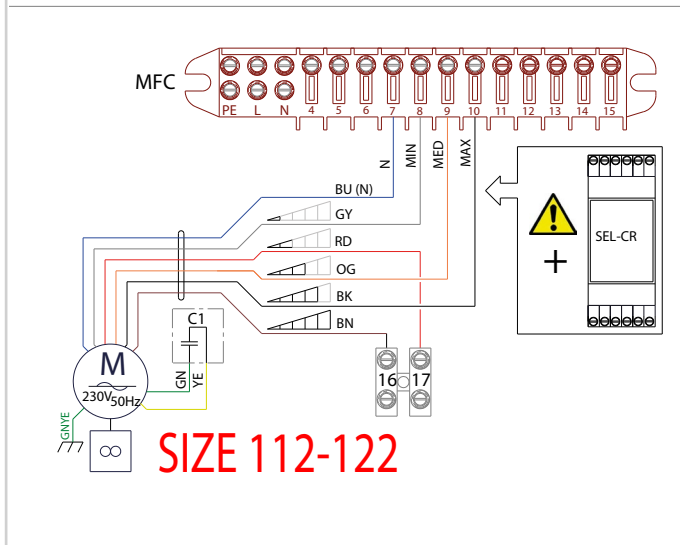 MFC
PE L N 4 5 6 7 8 9 10 11 12 13 14 15
N MIN MED MAX
BU (N)
GY
RD
OG
BK
BN
SEL-CR
+
C1
GN YE
M
230V 50Hz
GNYE
16 17
SIZE 112-122